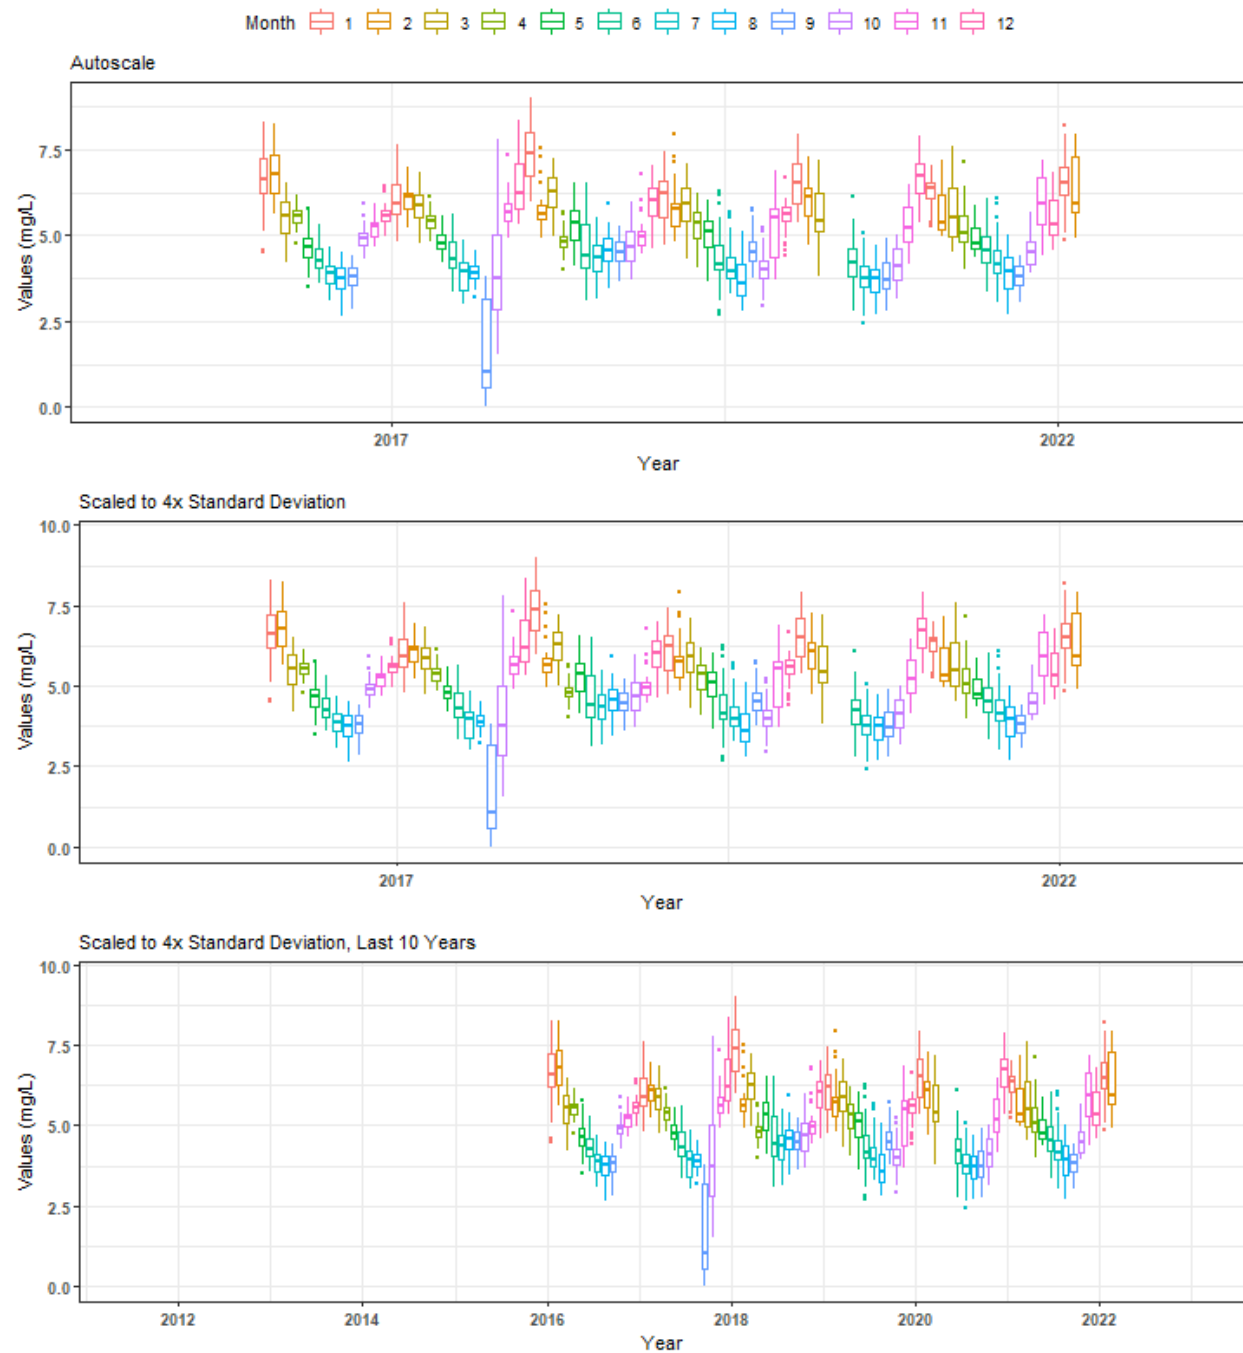 Month 1 2 3 4 5 6 7 8 9 10 11 12
Autoscale
7.5
5.0
2.5
0.0
Values (mg/L)
2017 2022
Year
Scaled to 4x Standard Deviation
10.0
7.5
5.0
2.5
0.0
Values (mg/L)
2017 2022
Year
Scaled to 4x Standard Deviation, Last 10 Years
10.0
7.5
5.0
2.5
0.0
Values (mg/L)
2012 2014 2016 2018 2020 2022
Year